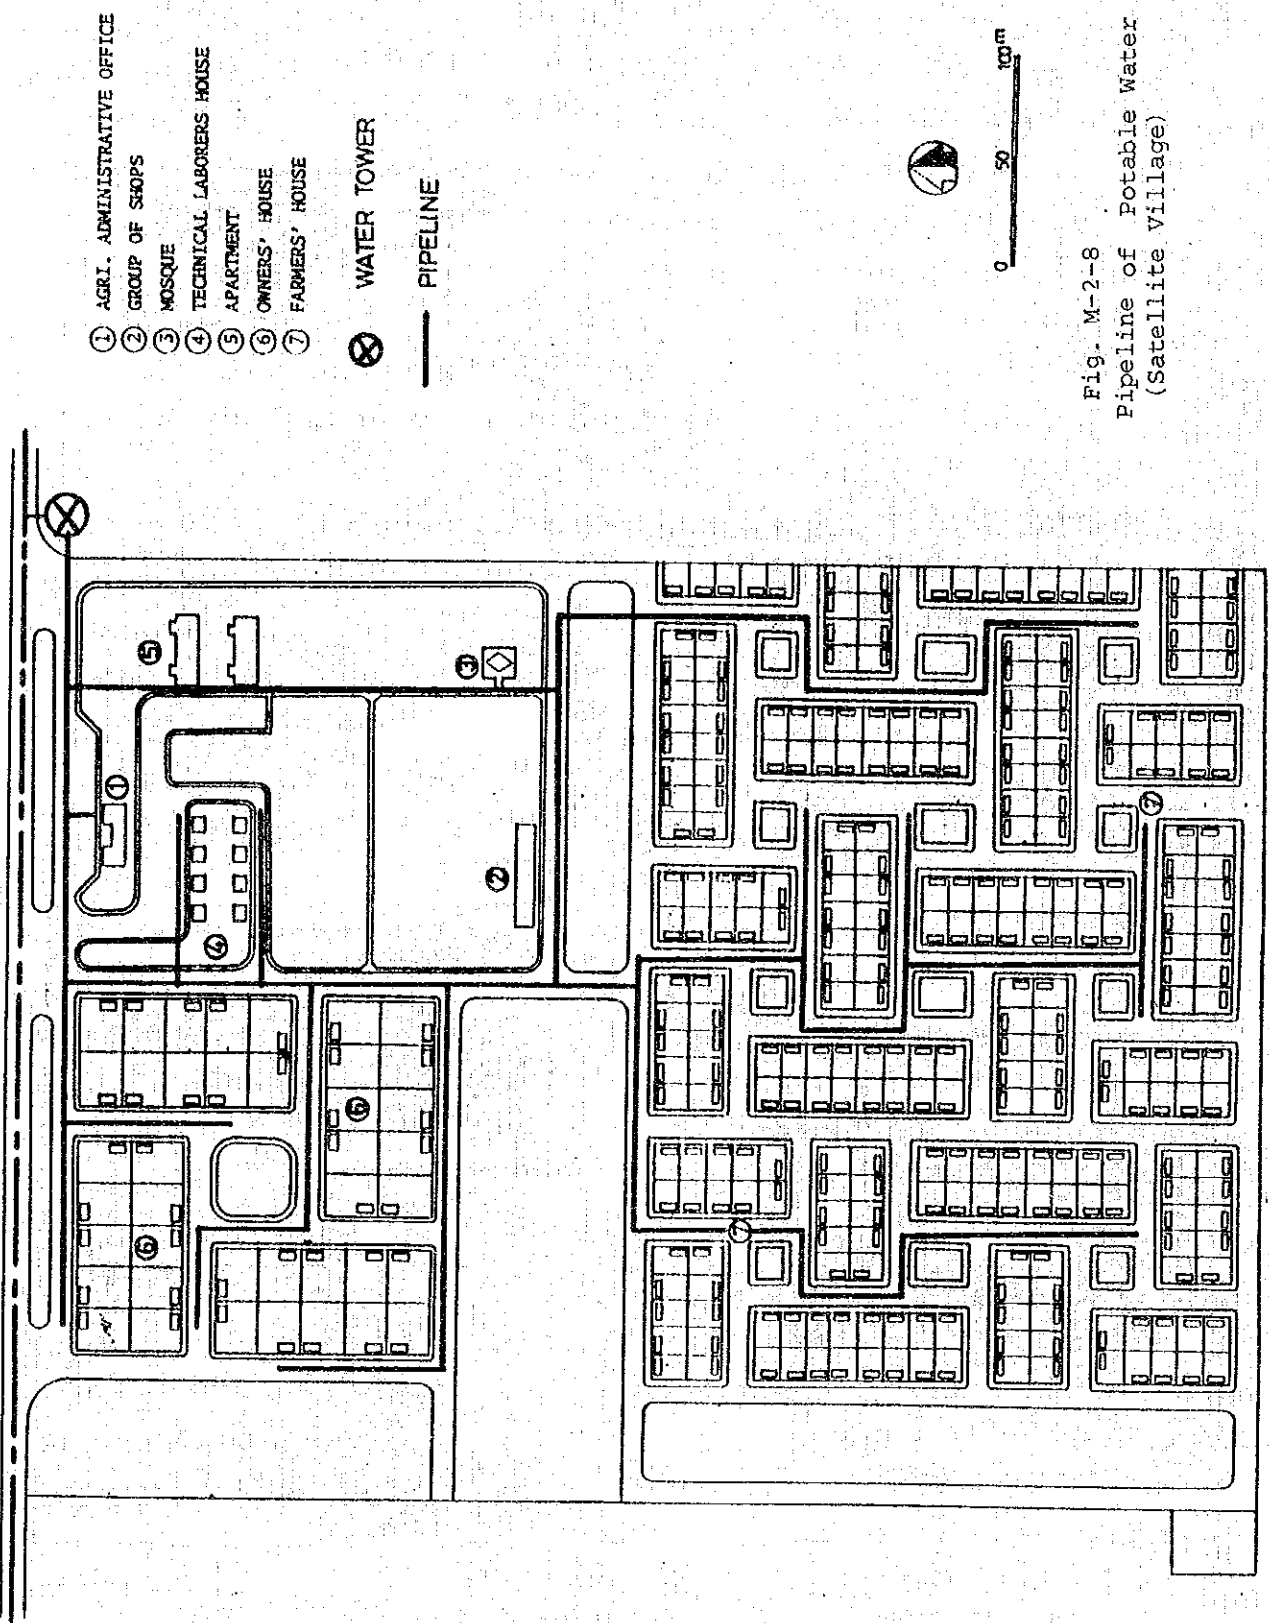 ① AGRI. ADMINISTRATIVE OFFICE
② GROUP OF SHOPS
③ MOSQUE
④ TECHNICAL LABORERS HOUSE
⑤ APARTMENT
⑥ OWNERS' HOUSE
⑦ FARMERS' HOUSE
WATER TOWER
PIPELINE
0 50 100m
Fig. M-2-8
Pipeline of Potable Water
(Satellite Village)
⑤
③
①
②
④
⑥
⑥
⑦
⑦